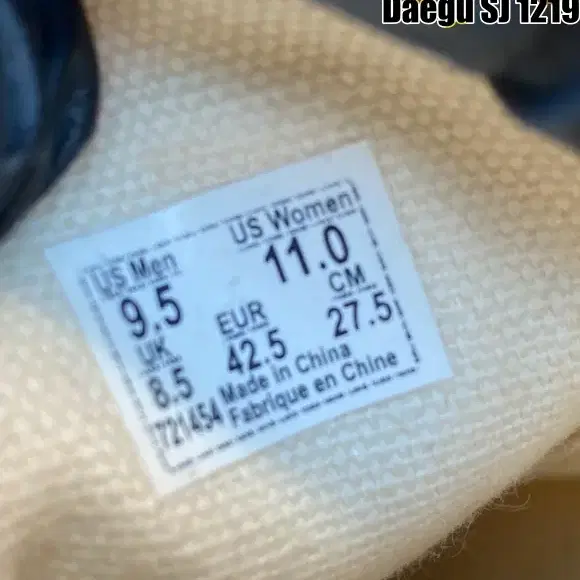 Daegu SJ 1219
US Men
US Women
9.5
11.0
UK
EUR
CM
8.5
42.5
27.5
721454
Made in China
Fabrique en Chine